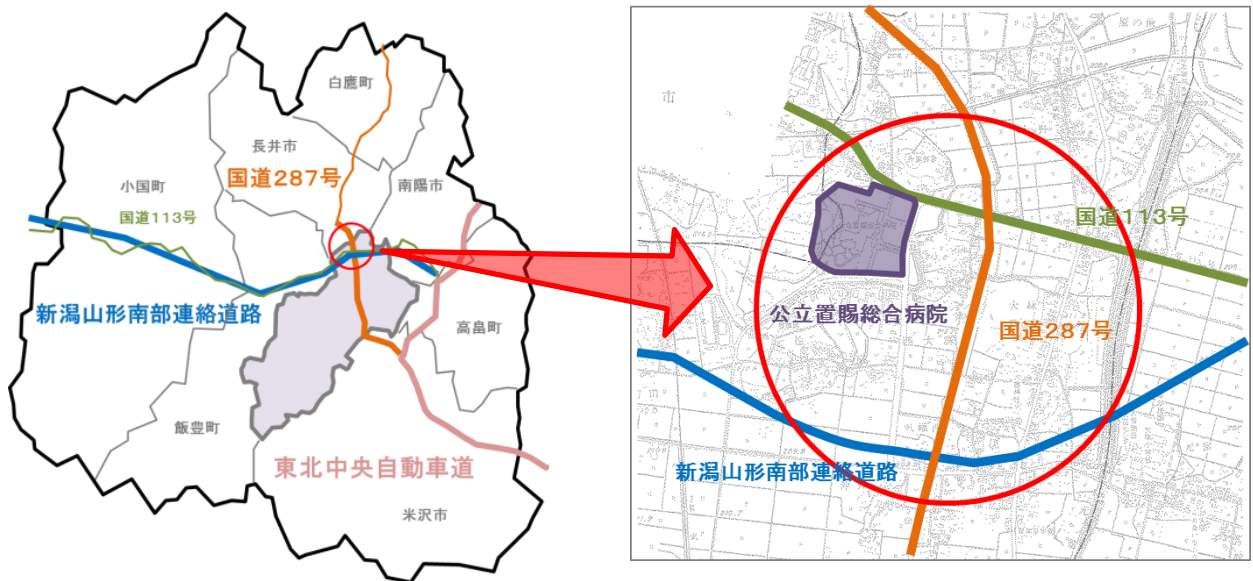 白鷹町
長井市
国道287号
南陽市
小国町
国道113号
新潟山形南部連絡道路
高畠町
飯豊町
東北中央自動車道
米沢市
市
国道113号
公立置賜総合病院
国道287号
新潟山形南部連絡道路